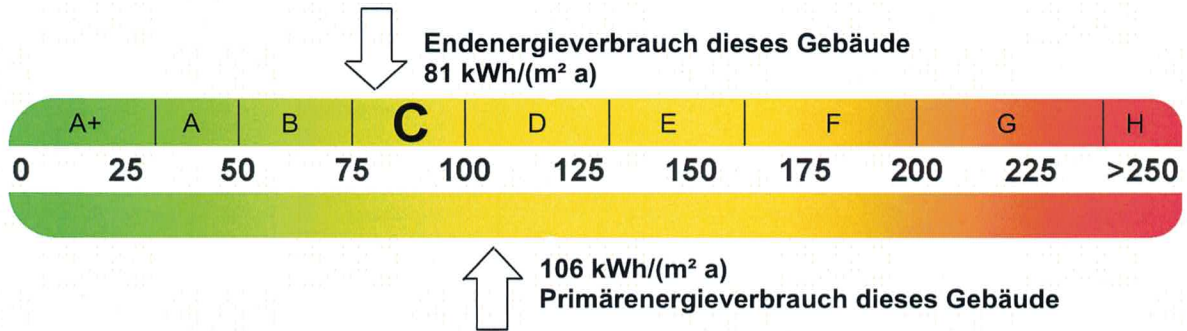 Endenergieverbrauch dieses Gebäude
81 kWh/(m² a)
A+ A B C D E F G H
0 25 50 75 100 125 150 175 200 225 >250
106 kWh/(m² a)
Primärenergieverbrauch dieses Gebäude